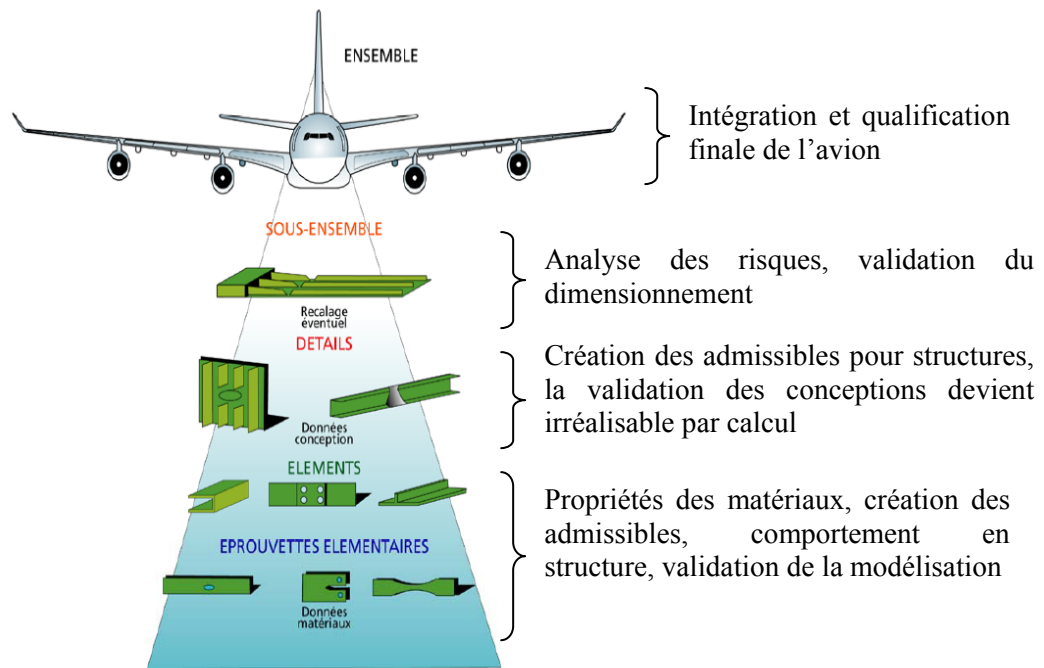 ENSEMBLE
Intégration et qualification
finale de l’avion
SOUS-ENSEMBLE
Recalage
éventuel
Analyse des risques, validation du
dimensionnement
DETAILS
Données
conception
Création des admissibles pour structures,
la validation des conceptions devient
irréalisable par calcul
ELEMENTS
EPROUVETTES ELEMENTAIRES
Données
matériaux
Propriétés des matériaux, création des
admissibles, comportement en
structure, validation de la modélisation